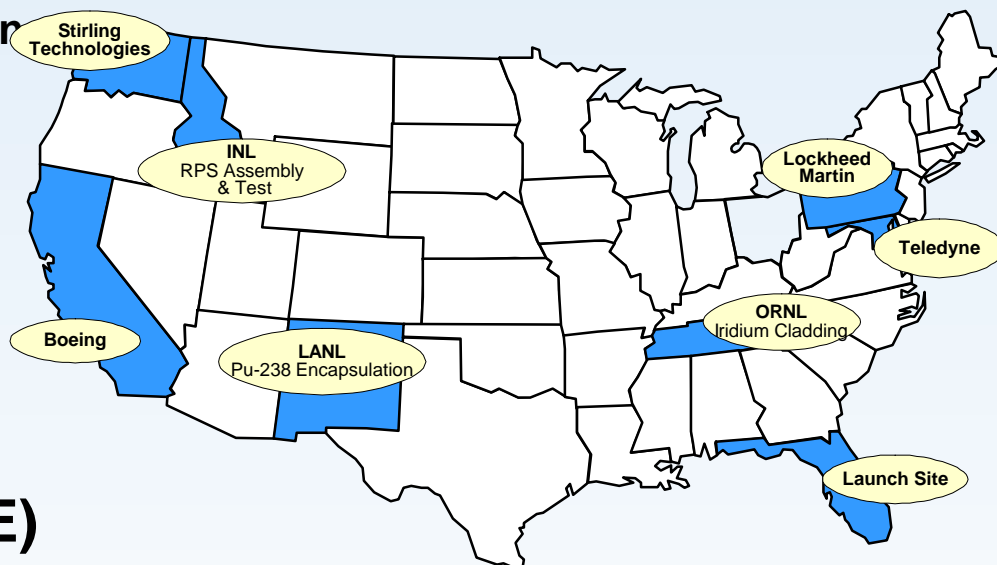 n
Stirling
Technologies
INL
RPS Assembly
& Test
Lockheed
Martin
Teledyne
Boeing
LANL
Pu-238 Encapsulation
ORNL
Iridium Cladding
Launch Site
E)